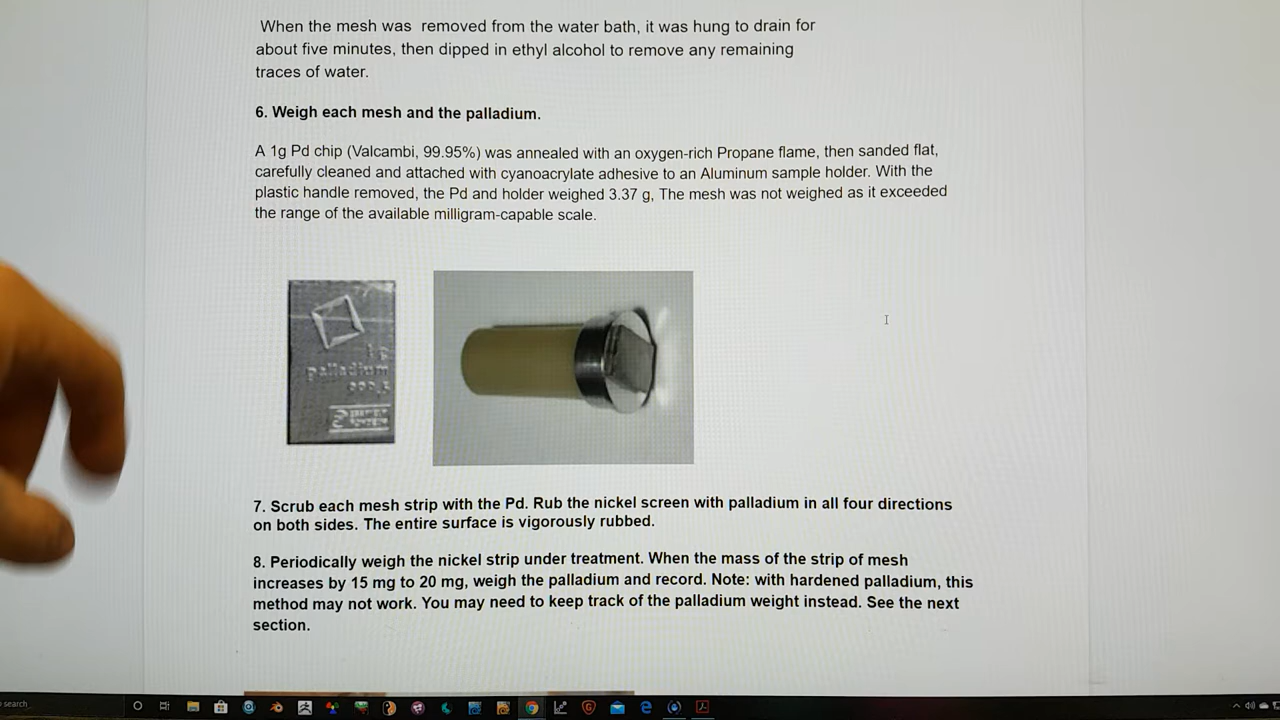 When the mesh was removed from the water bath, it was hung to drain for
about five minutes, then dipped in ethyl alcohol to remove any remaining
traces of water.
6. Weigh each mesh and the palladium.
A 1g Pd chip (Valcambi, 99.95%) was annealed with an oxygen-rich Propane flame, then sanded flat,
carefully cleaned and attached with cyanoacrylate adhesive to an Aluminum sample holder. With the
plastic handle removed, the Pd and holder weighed 3.37 g, The mesh was not weighed as it exceeded
the range of the available milligram-capable scale.
palladium
7. Scrub each mesh strip with the Pd. Rub the nickel screen with palladium in all four directions
on both sides. The entire surface is vigorously rubbed.
8. Periodically weigh the nickel strip under treatment. When the mass of the strip of mesh
increases by 15 mg to 20 mg, weigh the palladium and record. Note: with hardened palladium, this
method may not work. You may need to keep track of the palladium weight instead. See the next
section.
search